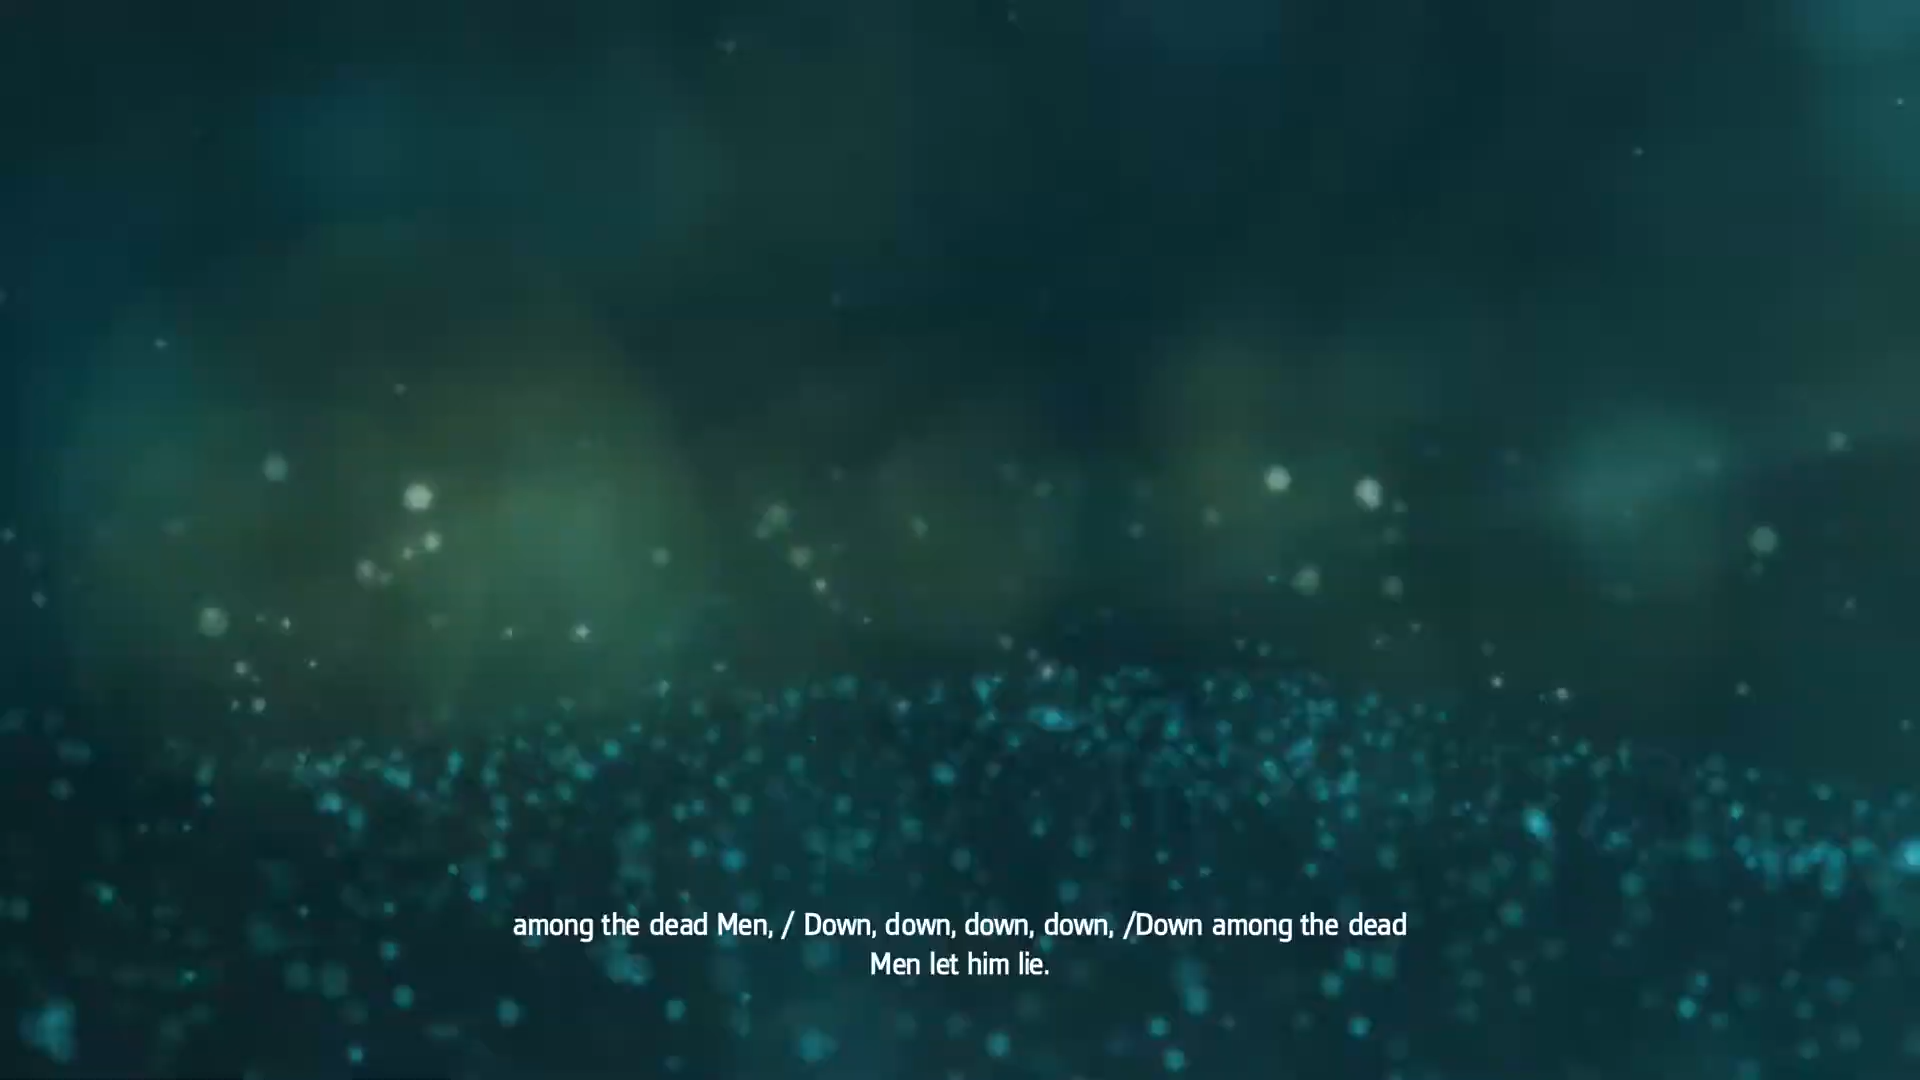 among the dead Men, / Down, down, down, down, /Down among the dead
Men let him lie.